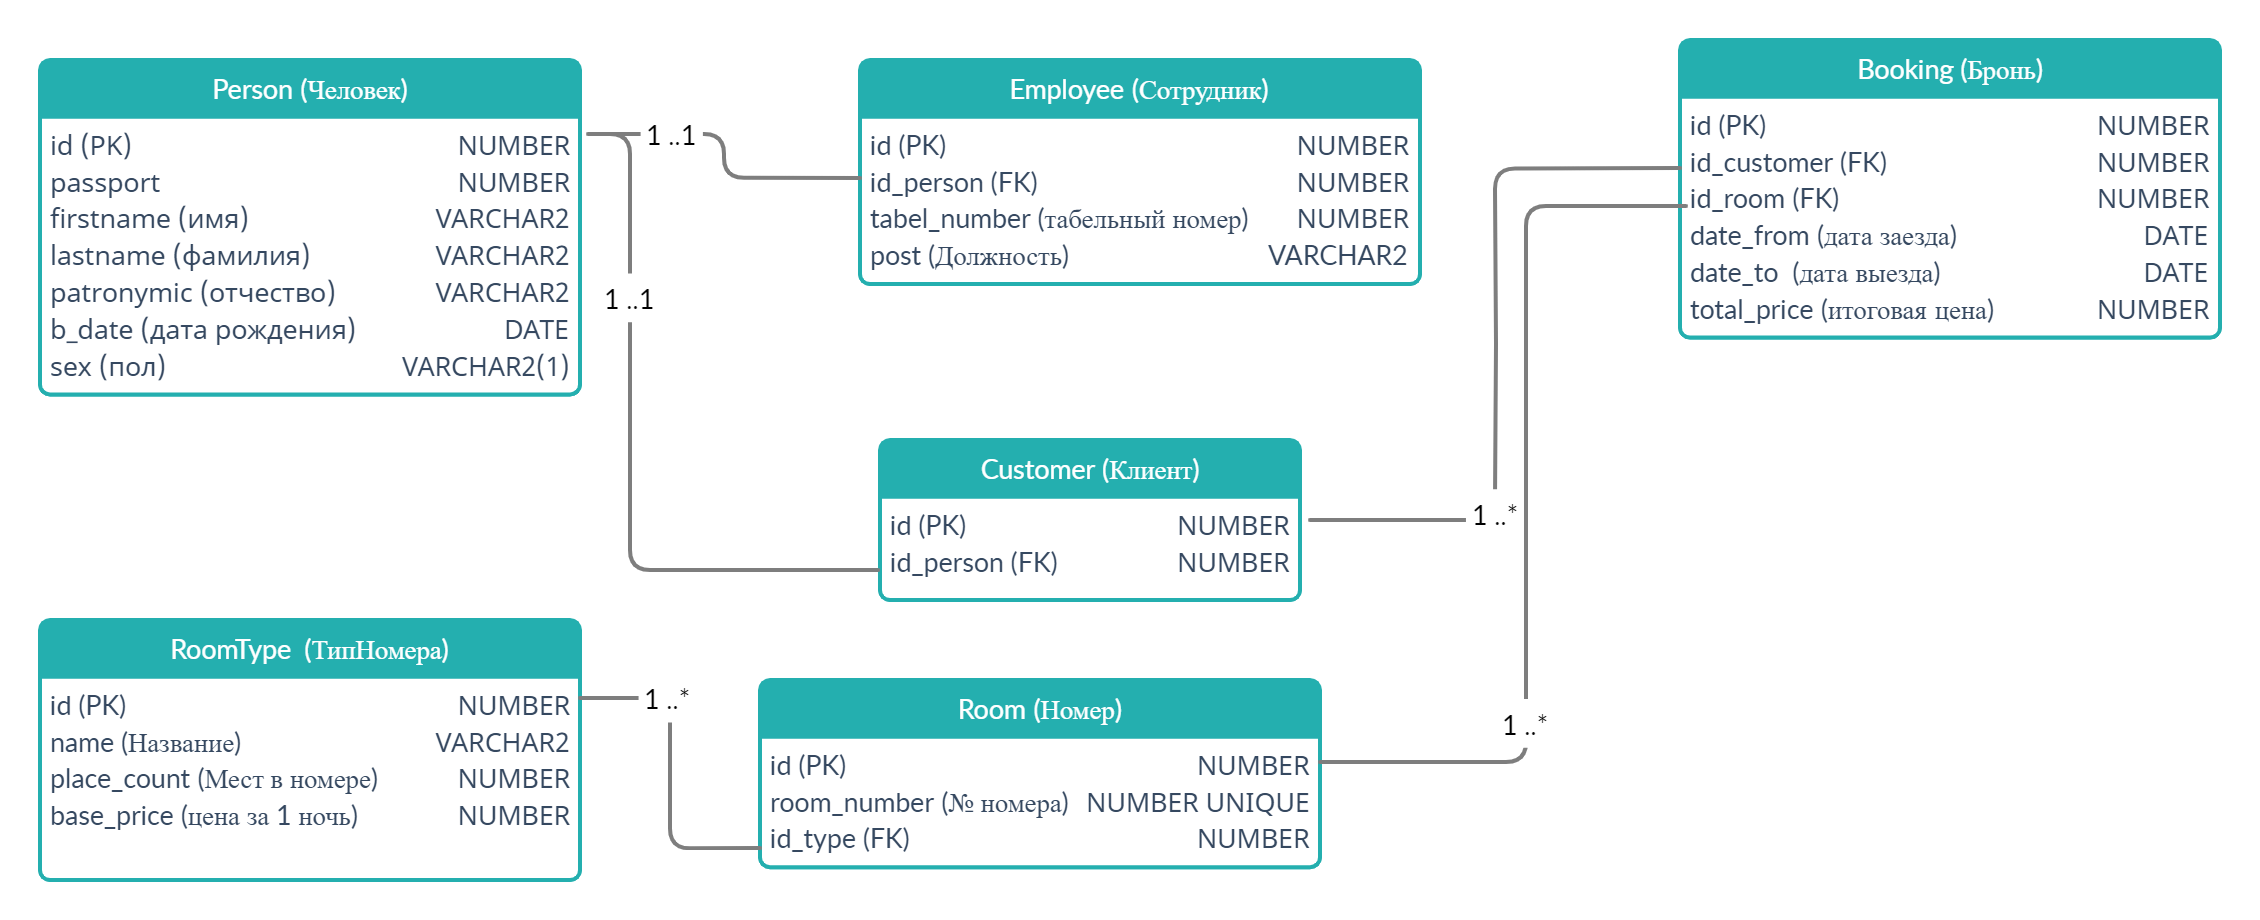 Person (Человек)
id (PK) NUMBER
passport NUMBER
firstname (имя) VARCHAR2
lastname (фамилия) VARCHAR2
patronymic (отчество) VARCHAR2
b_date (дата рождения) DATE
sex (пол) VARCHAR2(1)
1 ..1
1 ..1
Employee (Сотрудник)
id (PK) NUMBER
id_person (FK) NUMBER
tabel_number (табельный номер) NUMBER
post (Должность) VARCHAR2
Booking (Бронь)
id (PK) NUMBER
id_customer (FK) NUMBER
id_room (FK) NUMBER
date_from (дата заезда) DATE
date_to (дата выезда) DATE
total_price (итоговая цена) NUMBER
Customer (Клиент)
id (PK) NUMBER
id_person (FK) NUMBER
1 ..*
RoomType (ТипНомера)
id (PK) NUMBER
name (Название) VARCHAR2
place_count (Мест в номере) NUMBER
base_price (цена за 1 ночь) NUMBER
1 ..*
Room (Номер)
id (PK) NUMBER
room_number (№ номера) NUMBER UNIQUE
id_type (FK) NUMBER
1 ..*